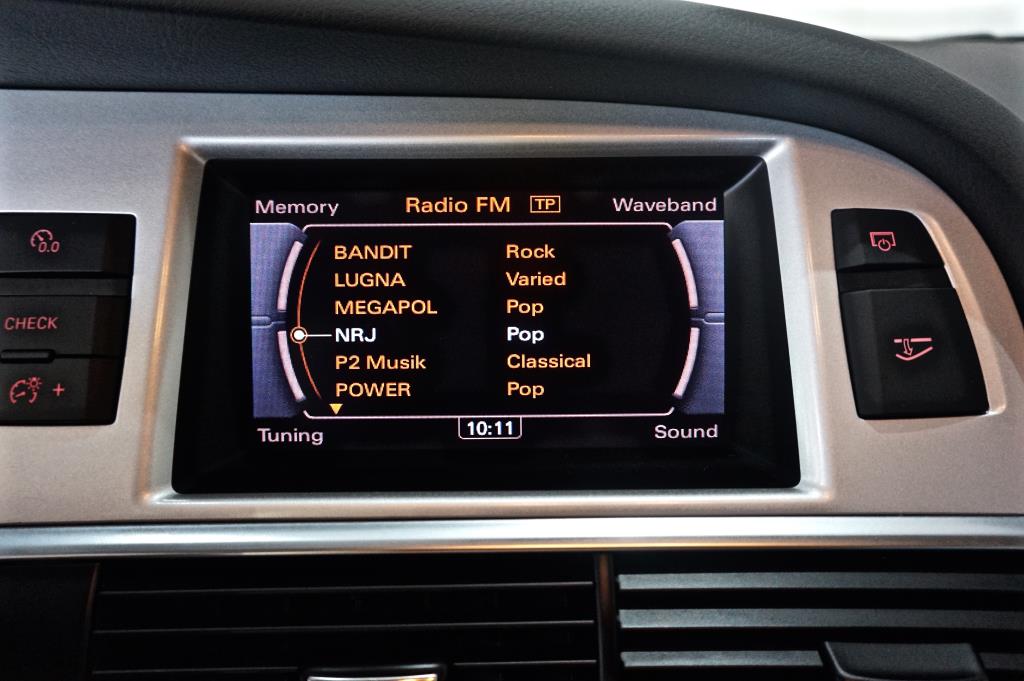 Memory Radio FM TP Waveband
BANDIT Rock
LUGNA Varied
MEGAPOL Pop
NRJ Pop
P2 Musik Classical
POWER Pop
Tuning 10:11 Sound
0.0
CHECK
+